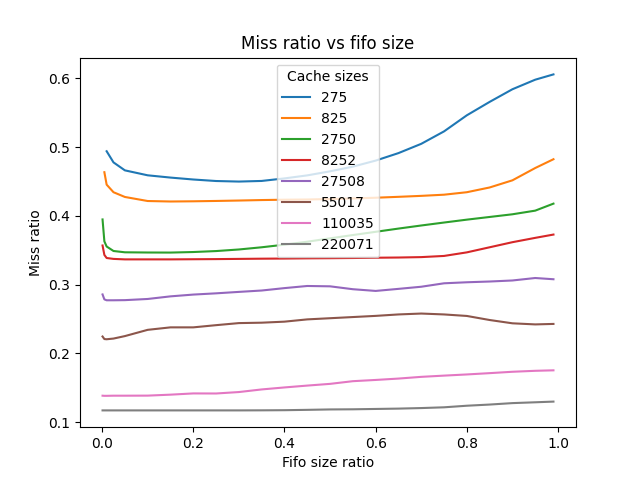 Miss ratio vs fifo size
Cache sizes
275
825
2750
8252
27508
55017
110035
220071
Miss ratio
0.6
0.5
0.4
0.3
0.2
0.1
0.0 0.2 0.4 0.6 0.8 1.0
Fifo size ratio